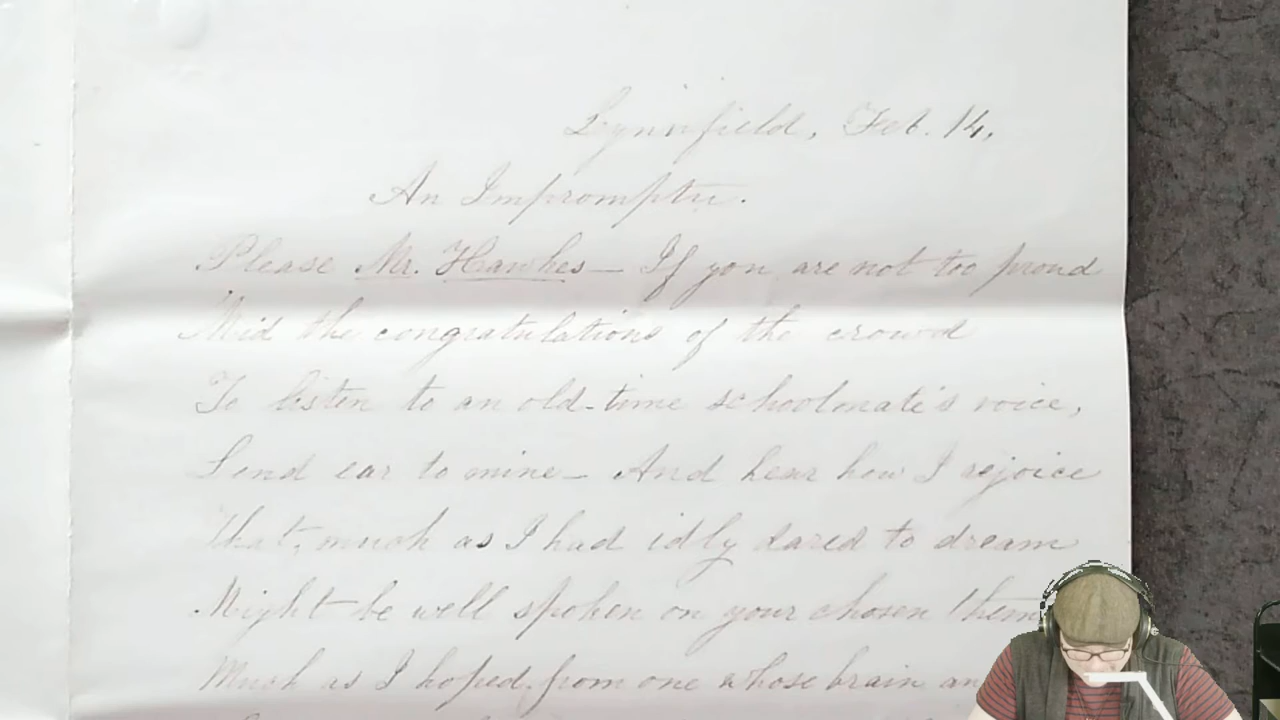 Lynnfield, Feb. 14,
An Impromptu.
Please Mr. Hawkes — If you are not too proud
'Mid the congratulations of the crowd
To listen to an old-time schoolmate's voice,
Lend ear to mine — And hear how I rejoice
That, much as I had idly dared to dream
Might be well spoken on your chosen
Much as I hoped, from one whose brain